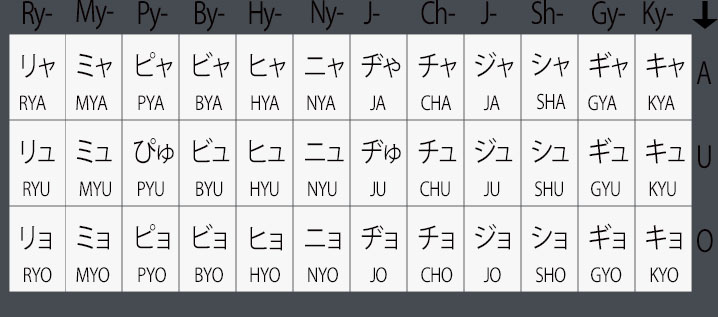 Ry- My- Py- By- Hy- Ny- J- Ch- J- Sh- Gy- Ky-
リャ ミャ ピャ ビャ ヒャ ニャ ヂゃ チャ ジャ シャ ギャ キャ A
RYA MYA PYA BYA HYA NYA JA CHA JA SHA GYA KYA
リュ ミュ ぴゅ ビュ ヒュ ニュ ヂゅ チュ ジュ シュ ギュ キュ U
RYU MYU PYU BYU HYU NYU JU CHU JU SHU GYU KYU
リョ ミョ ピョ ビョ ヒョ ニョ ヂョ チョ ジョ ショ ギョ キョ O
RYO MYO PYO BYO HYO NYO JO CHO JO SHO GYO KYO